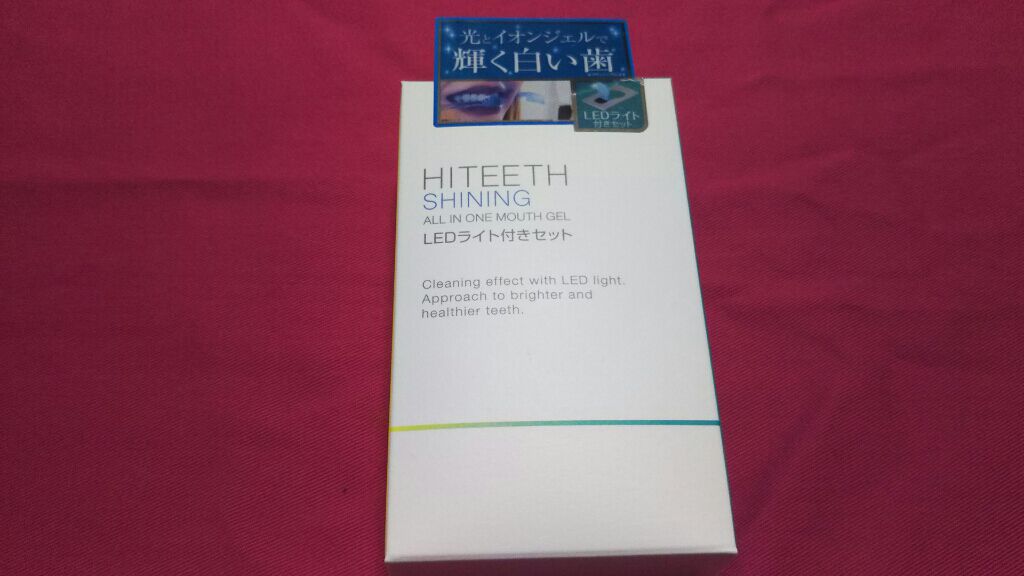 光とイオンジェルで
輝く白い歯
LEDライト
付きセット
HITEETH
SHINING
ALL IN ONE MOUTH GEL
LEDライト付きセット
Cleaning effect with LED light.
Approach to brighter and
healthier teeth.